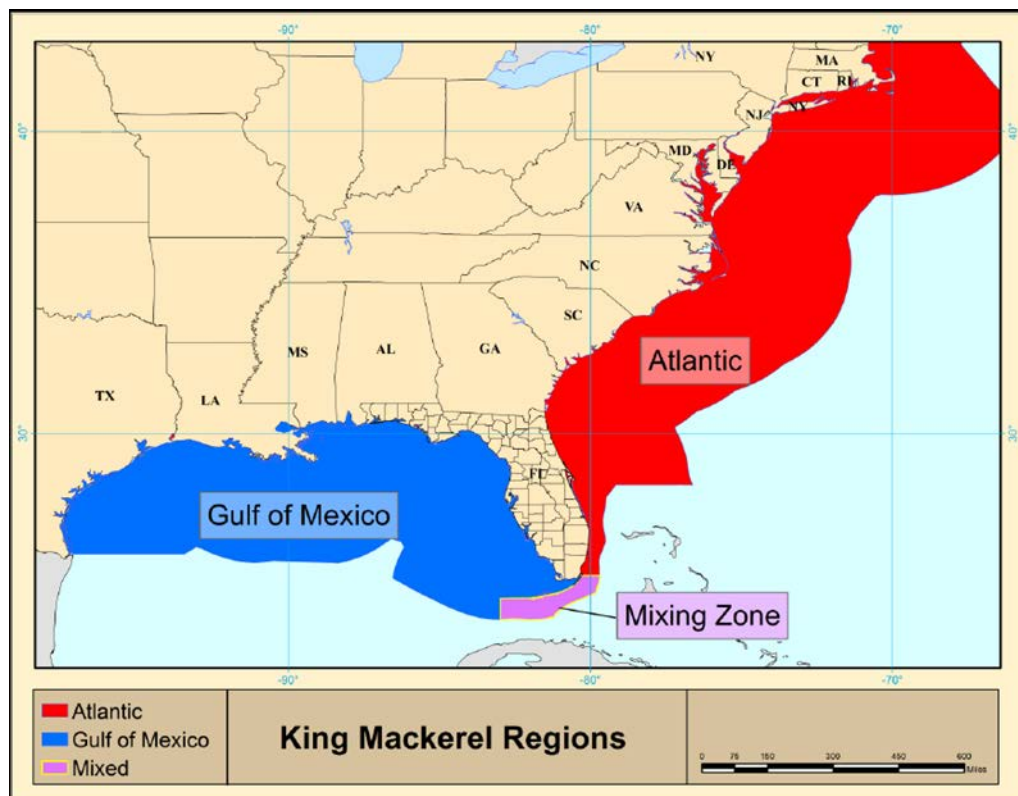 -90°
-80°
-70°
NY
MA
CT
RI
NY
NJ
40°
40°
MD
DE
VA
NC
SC
Atlantic
MS
AL
GA
TX
LA
30°
30°
FL
Gulf of Mexico
Mixing Zone
-90°
-80°
-70°
Atlantic
Gulf of Mexico
Mixed
King Mackerel Regions
0 75 150 300 450 600
Miles